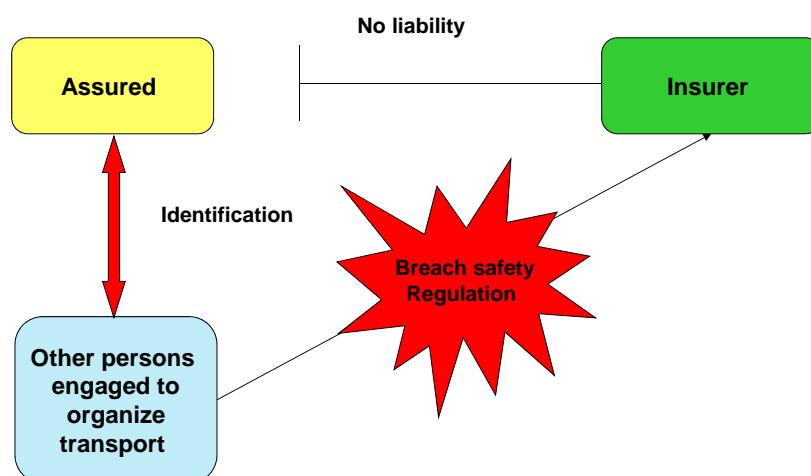 No liability
Assured
Insurer
Identification
Breach safety
Regulation
Other persons
engaged to
organize
transport